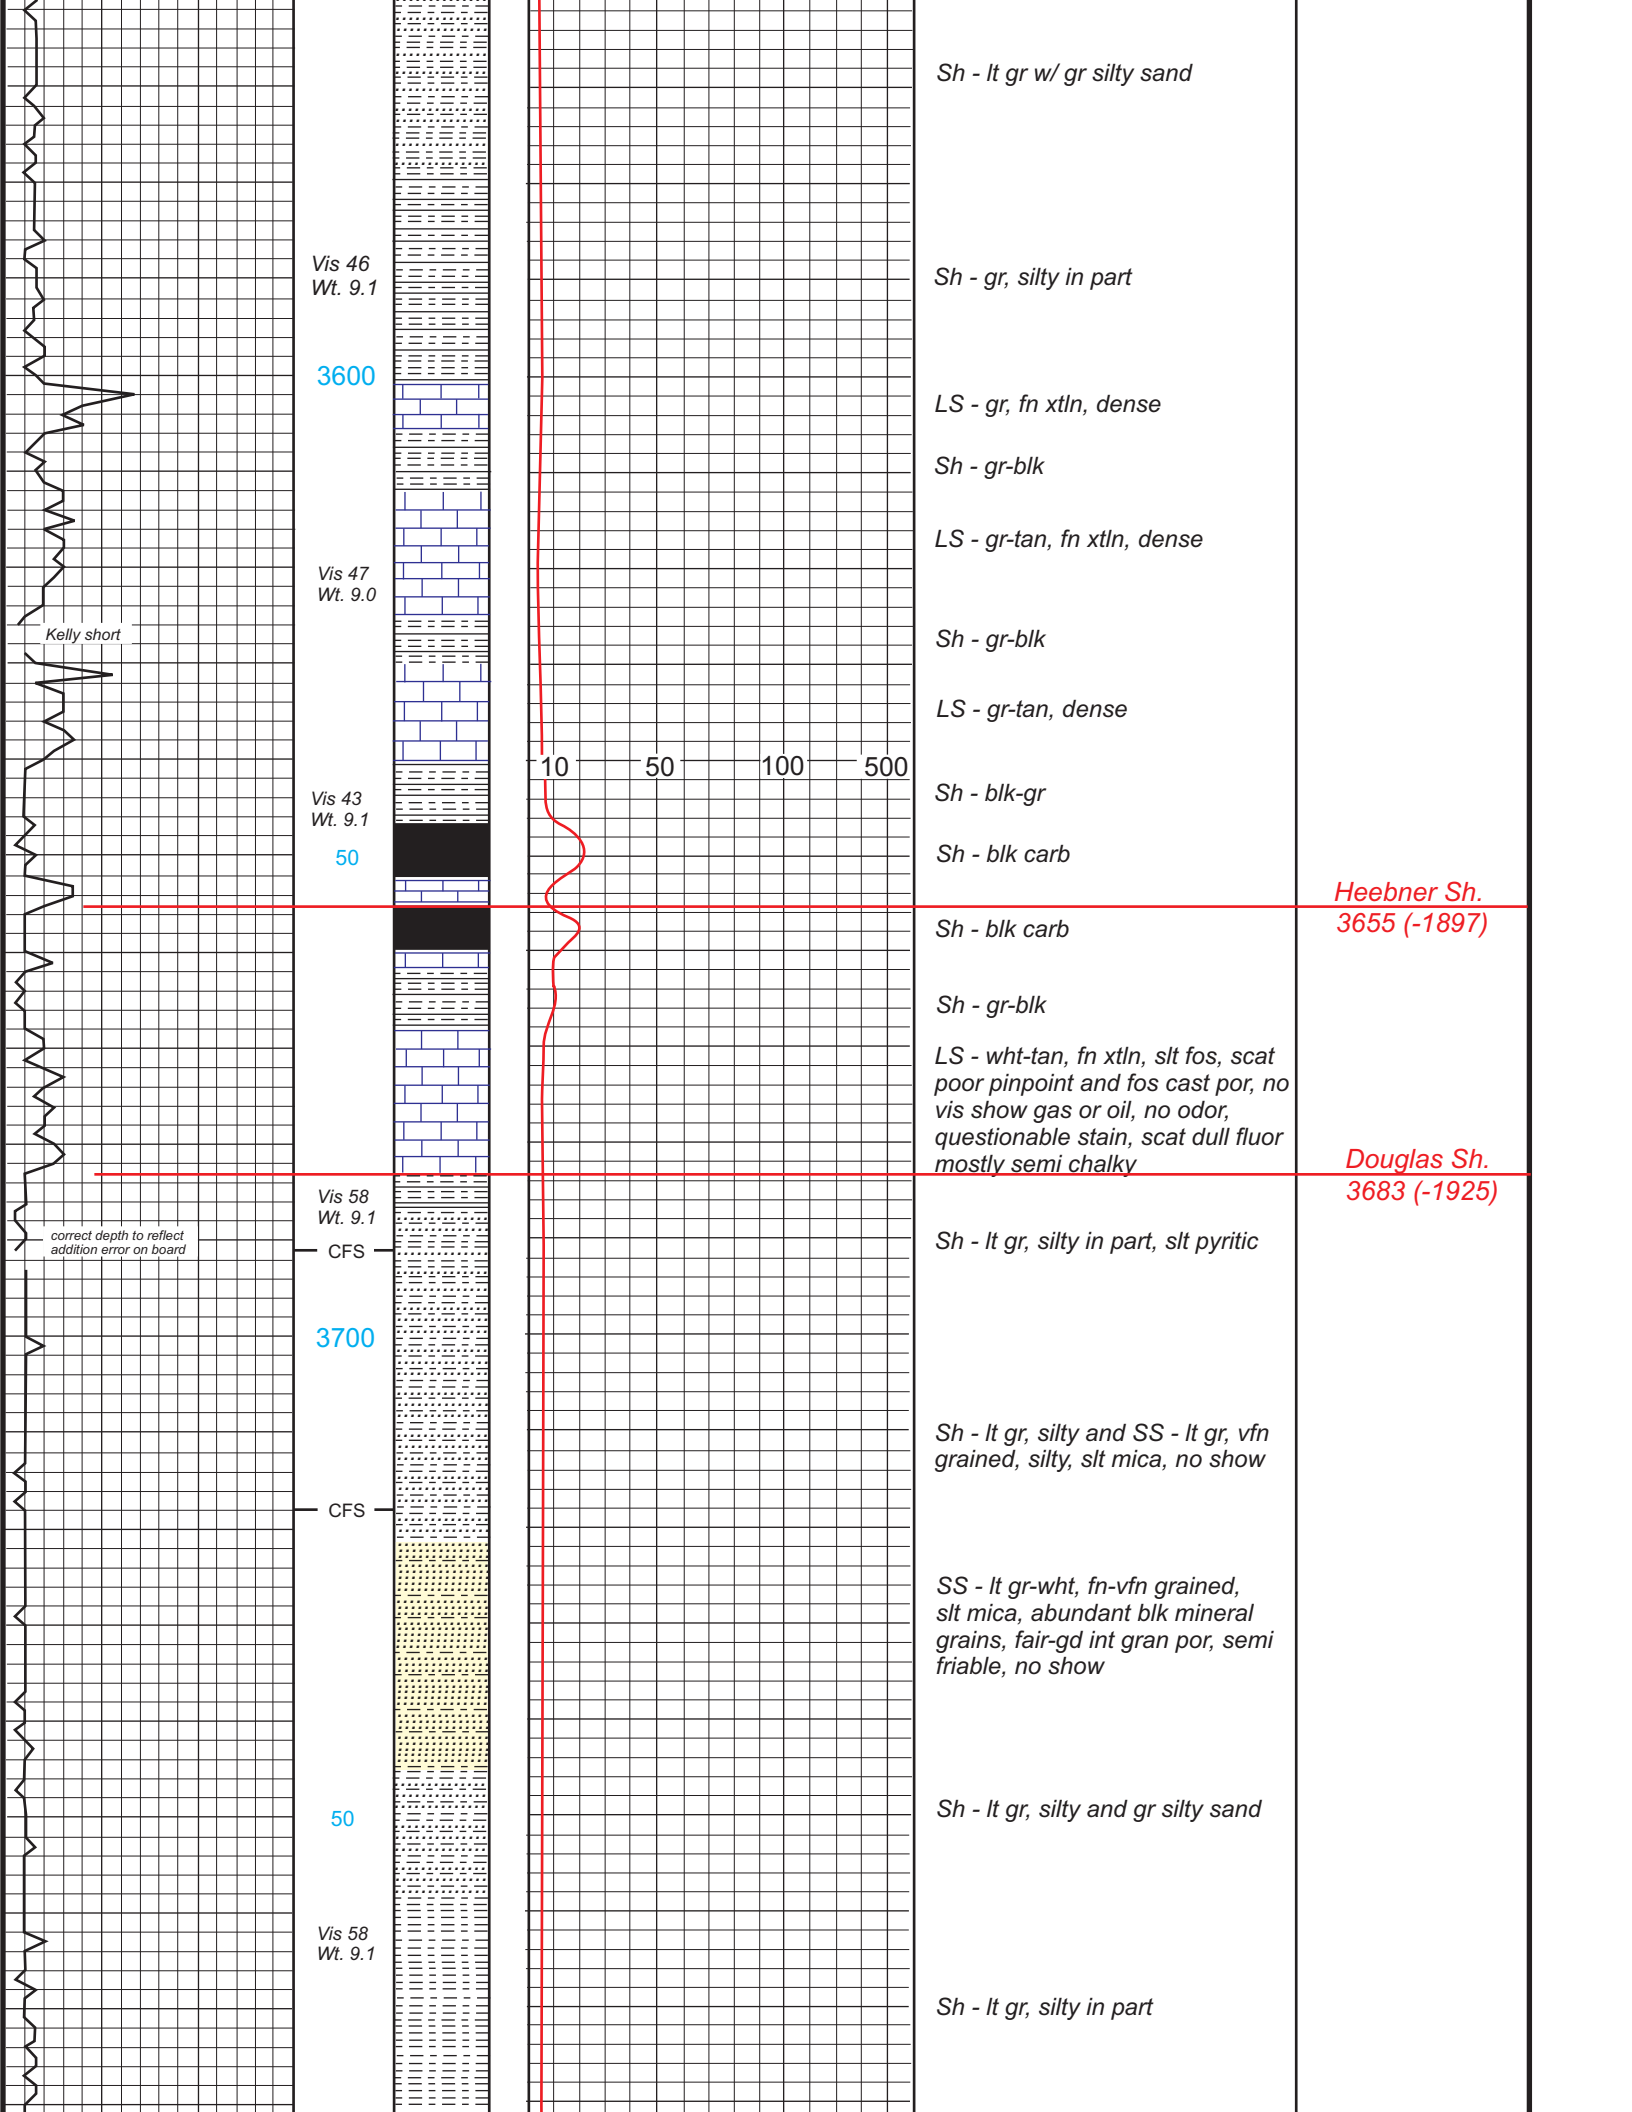 Sh - lt gr w/ gr silty sand
Vis 46
Wt. 9.1
Sh - gr, silty in part
3600
LS - gr, fn xtln, dense
Sh - gr-blk
LS - gr-tan, fn xtln, dense
Vis 47
Wt. 9.0
Kelly short
Sh - gr-blk
LS - gr-tan, dense
10 50 100 500
Sh - blk-gr
Vis 43
Wt. 9.1
50
Sh - blk carb
Heebner Sh.
3655 (-1897)
Sh - blk carb
Sh - gr-blk
LS - wht-tan, fn xtln, slt fos, scat
poor pinpoint and fos cast por, no
vis show gas or oil, no odor,
questionable stain, scat dull fluor
mostly semi chalky
Douglas Sh.
3683 (-1925)
Vis 58
Wt. 9.1
correct depth to reflect
addition error on board
CFS
Sh - lt gr, silty in part, slt pyritic
3700
Sh - lt gr, silty and SS - lt gr, vfn
grained, silty, slt mica, no show
CFS
SS - lt gr-wht, fn-vfn grained,
slt mica, abundant blk mineral
grains, fair-gd int gran por, semi
friable, no show
50
Sh - lt gr, silty and gr silty sand
Vis 58
Wt. 9.1
Sh - lt gr, silty in part